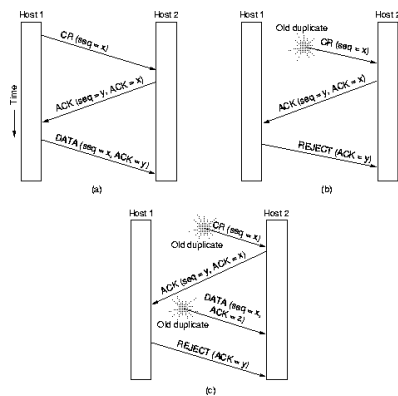 Host 1
Host 2
CR (seq = x)
ACK (seq = y, ACK = x)
DATA (seq = x, ACK = y)
Time
(a)
Host 1
Host 2
Old duplicate
CR (seq = x)
ACK (seq = y, ACK = x)
REJECT (ACK = y)
(b)
Host 1
Host 2
CR (seq = x)
Old duplicate
ACK (seq = y, ACK = x)
DATA (seq = x,
ACK = z)
Old duplicate
REJECT (ACK = y)
(c)